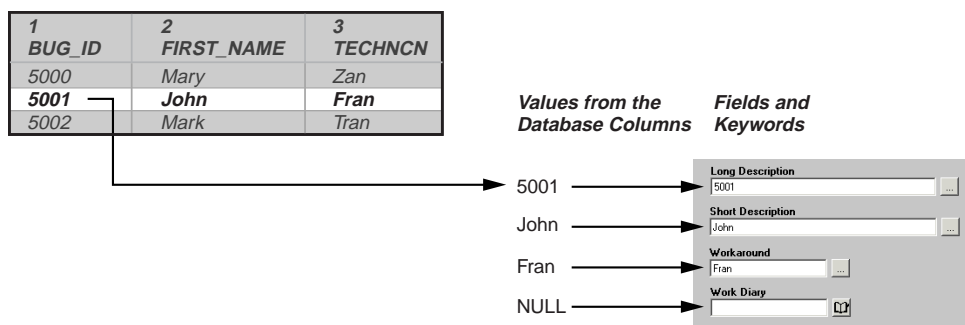 1 2 3
BUG_ID FIRST_NAME TECHNCN
5000 Mary Zan
5001 John Fran
5002 Mark Tran
Values from the Fields and
Database Columns Keywords
5001
Long Description
5001 ...
John
Short Description
John ...
Fran
Workaround
Fran ...
NULL
Work Diary